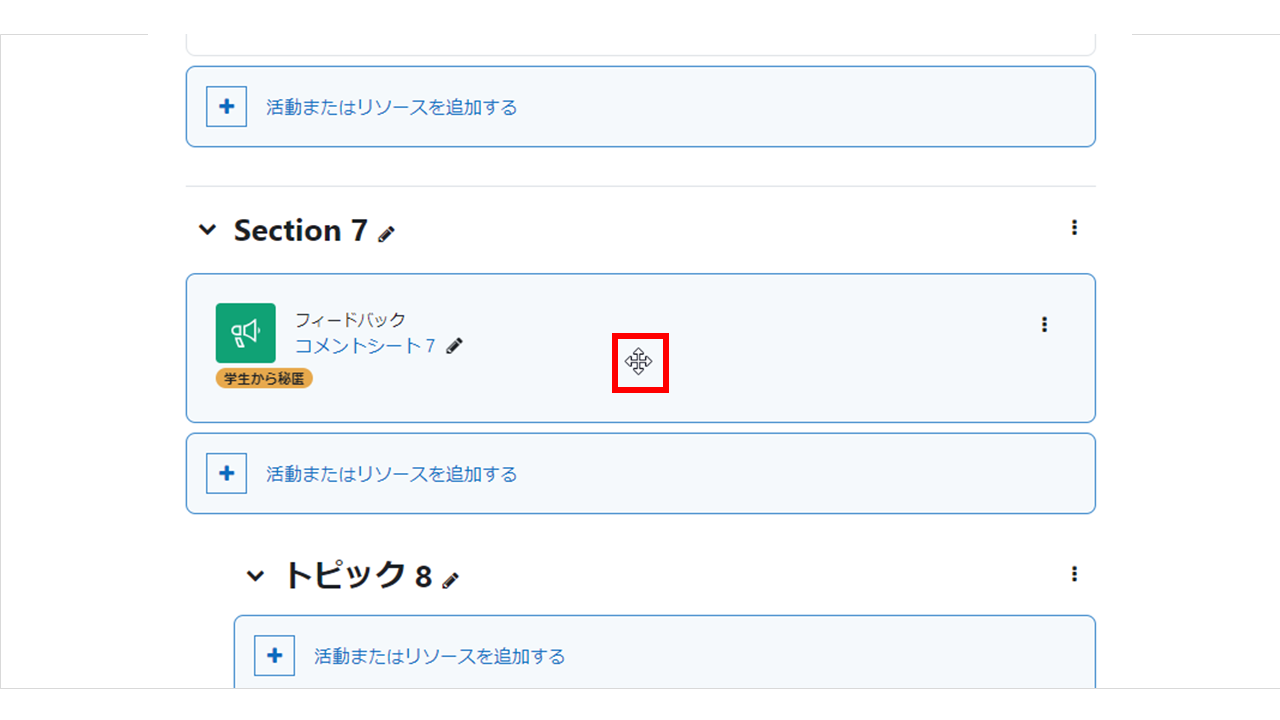 活動またはリソースを追加する
Section 7
フィードバック
コメントシート 7
学生から秘匿
活動またはリソースを追加する
トピック 8
活動またはリソースを追加する